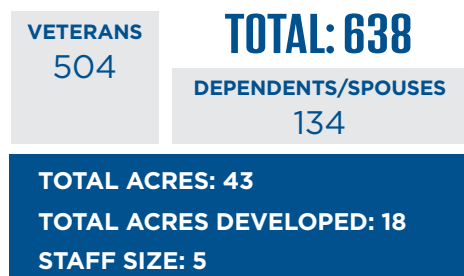 VETERANS
504
TOTAL: 638
DEPENDENTS/SPOUSES
134
TOTAL ACRES: 43
TOTAL ACRES DEVELOPED: 18
STAFF SIZE: 5